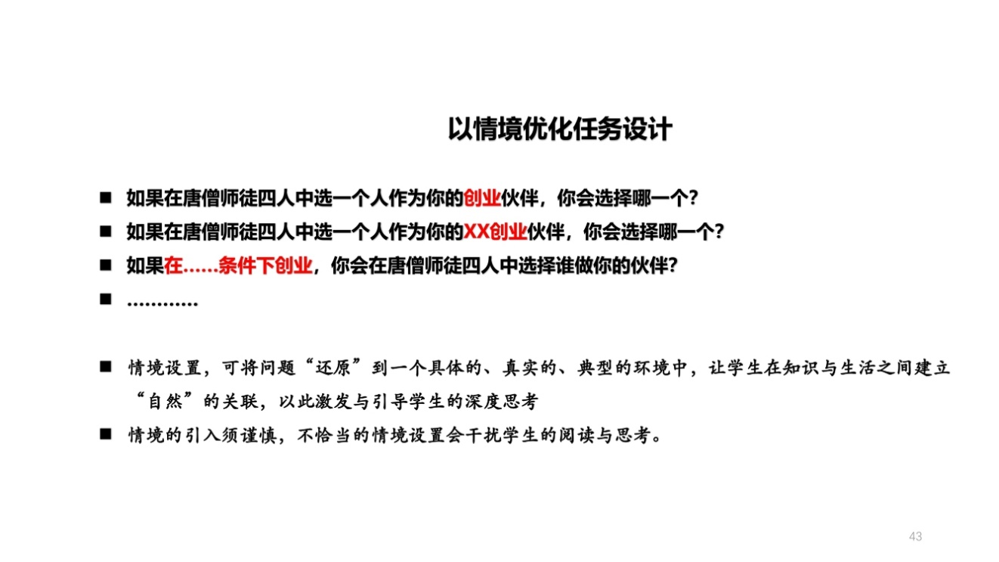 以情境优化任务设计
■ 如果在唐僧师徒四人中选一个人作为你的创业伙伴，你会选择哪一个？
■ 如果在唐僧师徒四人中选一个人作为你的XX创业伙伴，你会选择哪一个？
■ 如果在……条件下创业，你会在唐僧师徒四人中选择谁做你的伙伴？
■ …………
■ 情境设置，可将问题“还原”到一个具体的、真实的、典型的环境中，让学生在知识与生活之间建立
“自然”的关联，以此激发与引导学生的深度思考
■ 情境的引入须谨慎，不恰当的情境设置会干扰学生的阅读与思考。
43